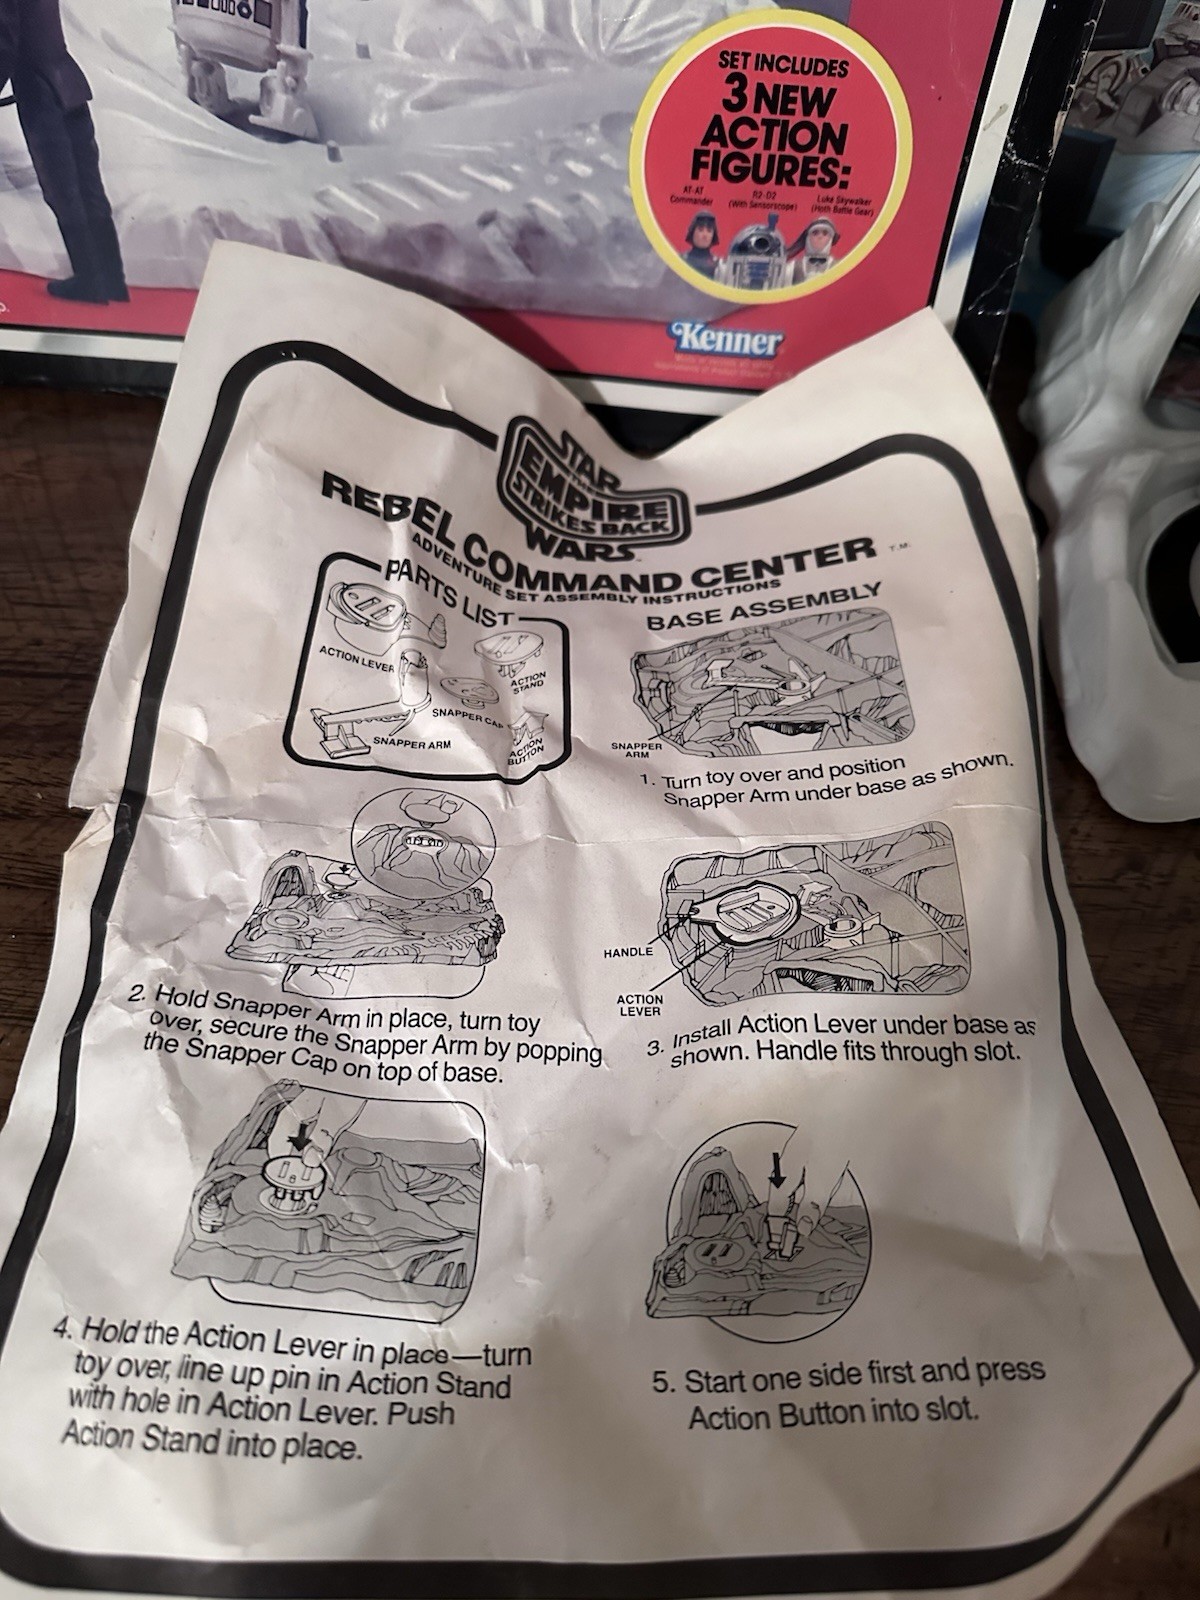 SET INCLUDES
3 NEW
ACTION
FIGURES:
AT-AT
Commander
R2-D2
(With Sensorscope)
Luke Skywalker
(Hoth Battle Gear)
Kenner
STAR
THE
EMPIRE
STRIKES BACK
WARS
REBEL COMMAND CENTER T.M.
ADVENTURE SET ASSEMBLY INSTRUCTIONS
PARTS LIST
ACTION LEVER
ACTION
STAND
SNAPPER CAP
SNAPPER ARM
ACTION
BUTTON
BASE ASSEMBLY
SNAPPER
ARM
1. Turn toy over and position
Snapper Arm under base as shown.
2. Hold Snapper Arm in place, turn toy
over, secure the Snapper Arm by popping
the Snapper Cap on top of base.
HANDLE
ACTION
LEVER
3. Install Action Lever under base as
shown. Handle fits through slot.
4. Hold the Action Lever in place—turn
toy over, line up pin in Action Stand
with hole in Action Lever. Push
Action Stand into place.
5. Start one side first and press
Action Button into slot.